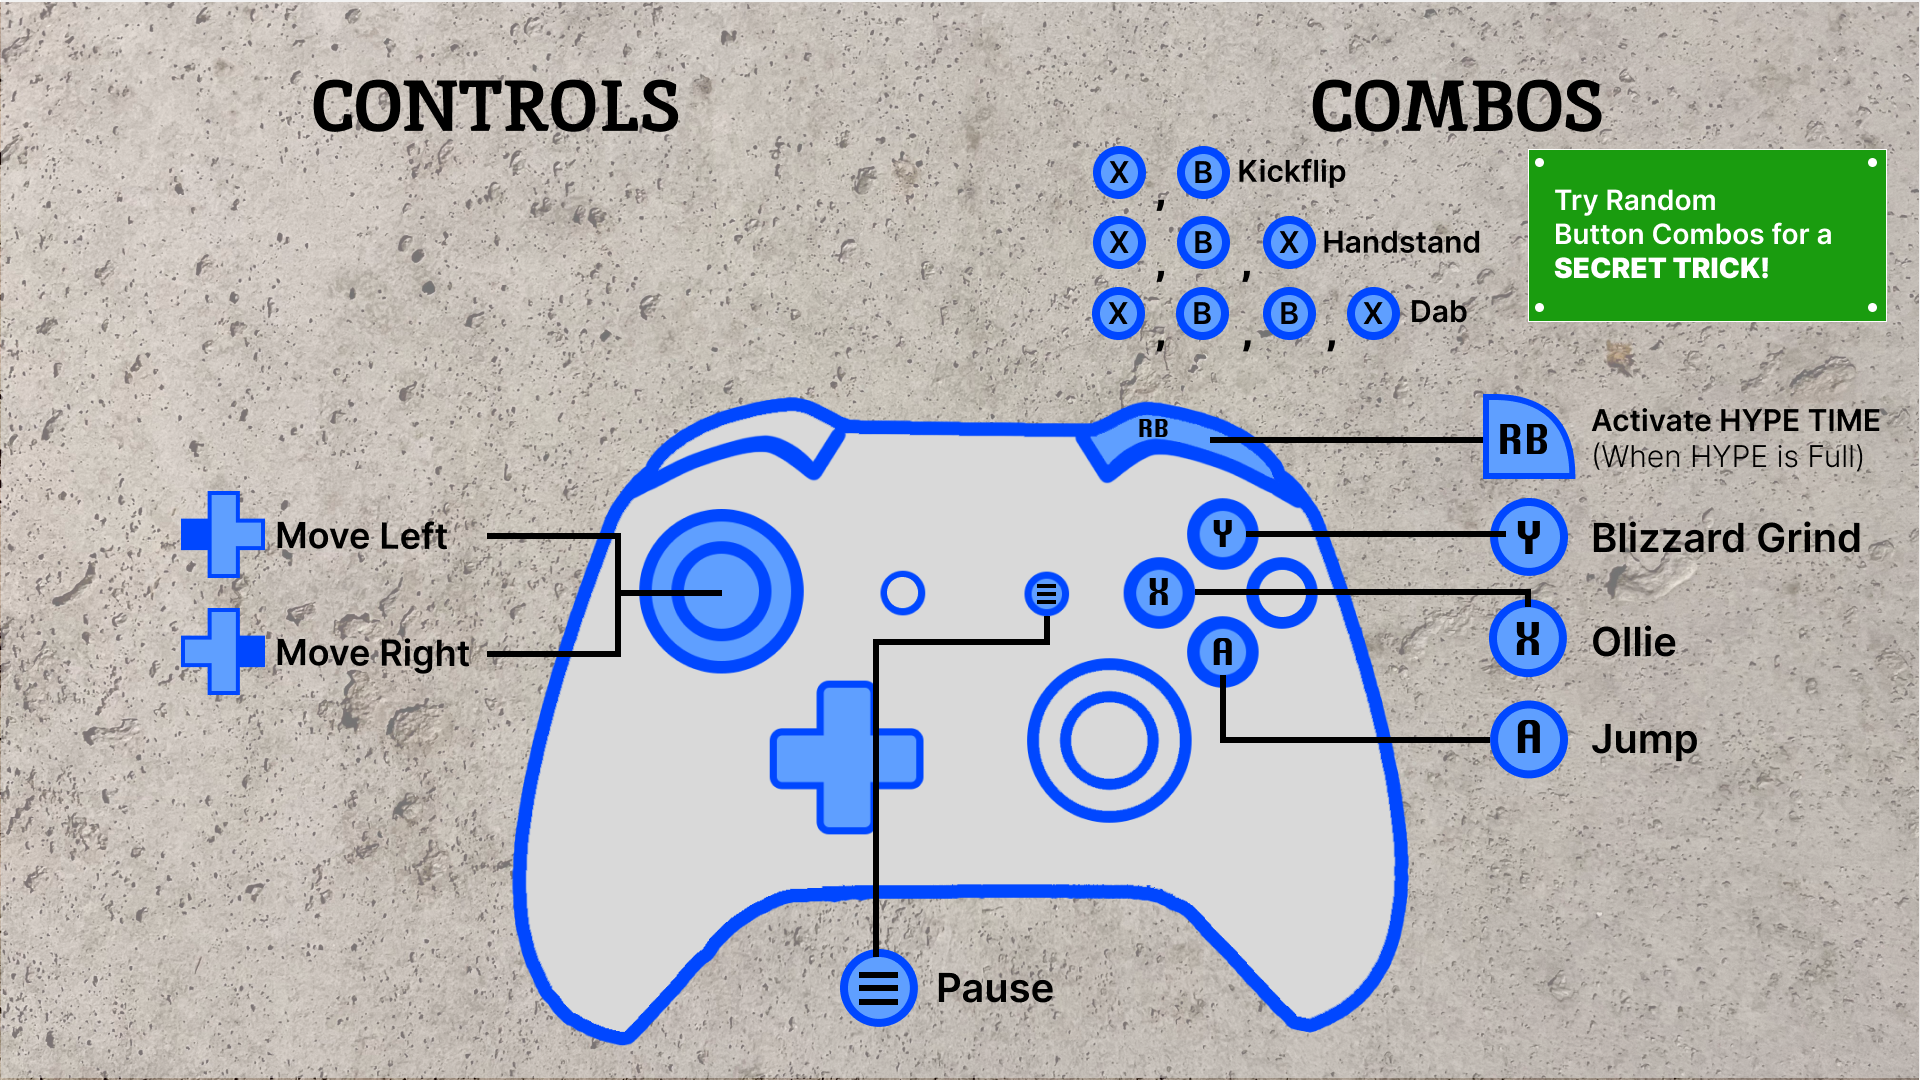 CONTROLS
COMBOS
X , B Kickflip
X , B , X Handstand
X , B , B , X Dab
Try Random
Button Combos for a
SECRET TRICK!
RB
RB
Activate HYPE TIME
(When HYPE is Full)
Move Left
Move Right
Y
Y
Blizzard Grind
X
X
Ollie
A
A
Jump
Pause